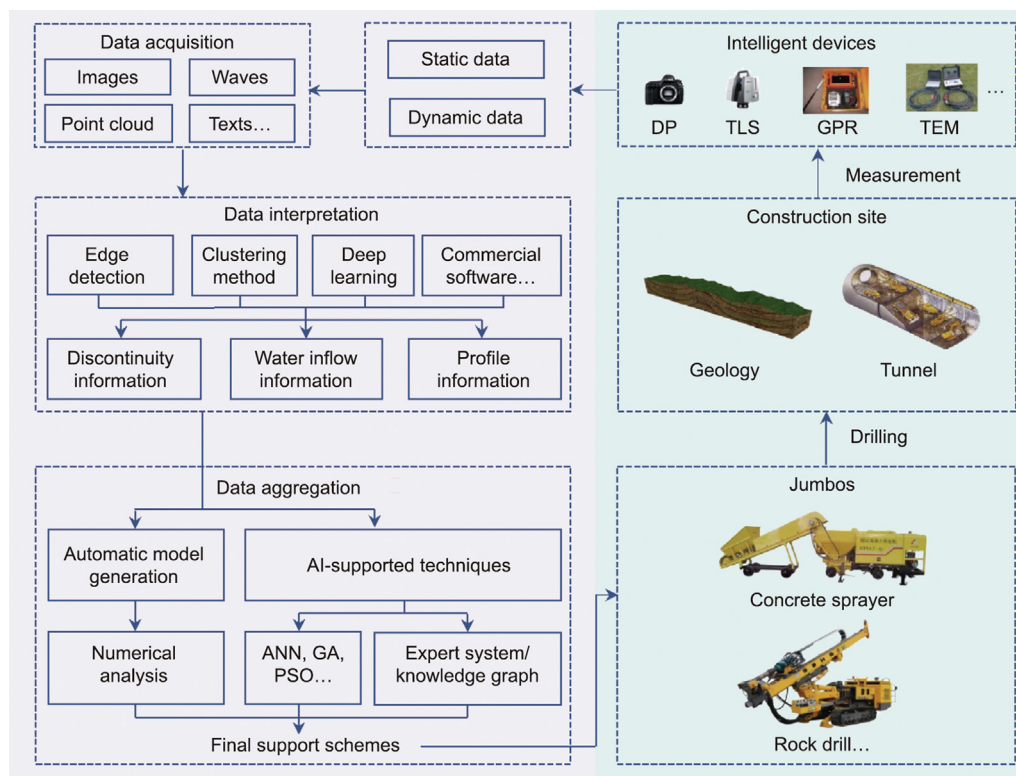 Data acquisition
Images
Waves
Point cloud
Texts…
Static data
Dynamic data
Intelligent devices
DP
TLS
GPR
TEM
…
Measurement
Data interpretation
Edge
detection
Clustering
method
Deep
learning
Commercial
software…
Discontinuity
information
Water inflow
information
Profile
information
Construction site
Geology
Tunnel
Drilling
Data aggregation
Automatic model
generation
AI-supported techniques
Numerical
analysis
ANN, GA,
PSO…
Expert system/
knowledge graph
Final support schemes
Jumbos
Concrete sprayer
Rock drill…